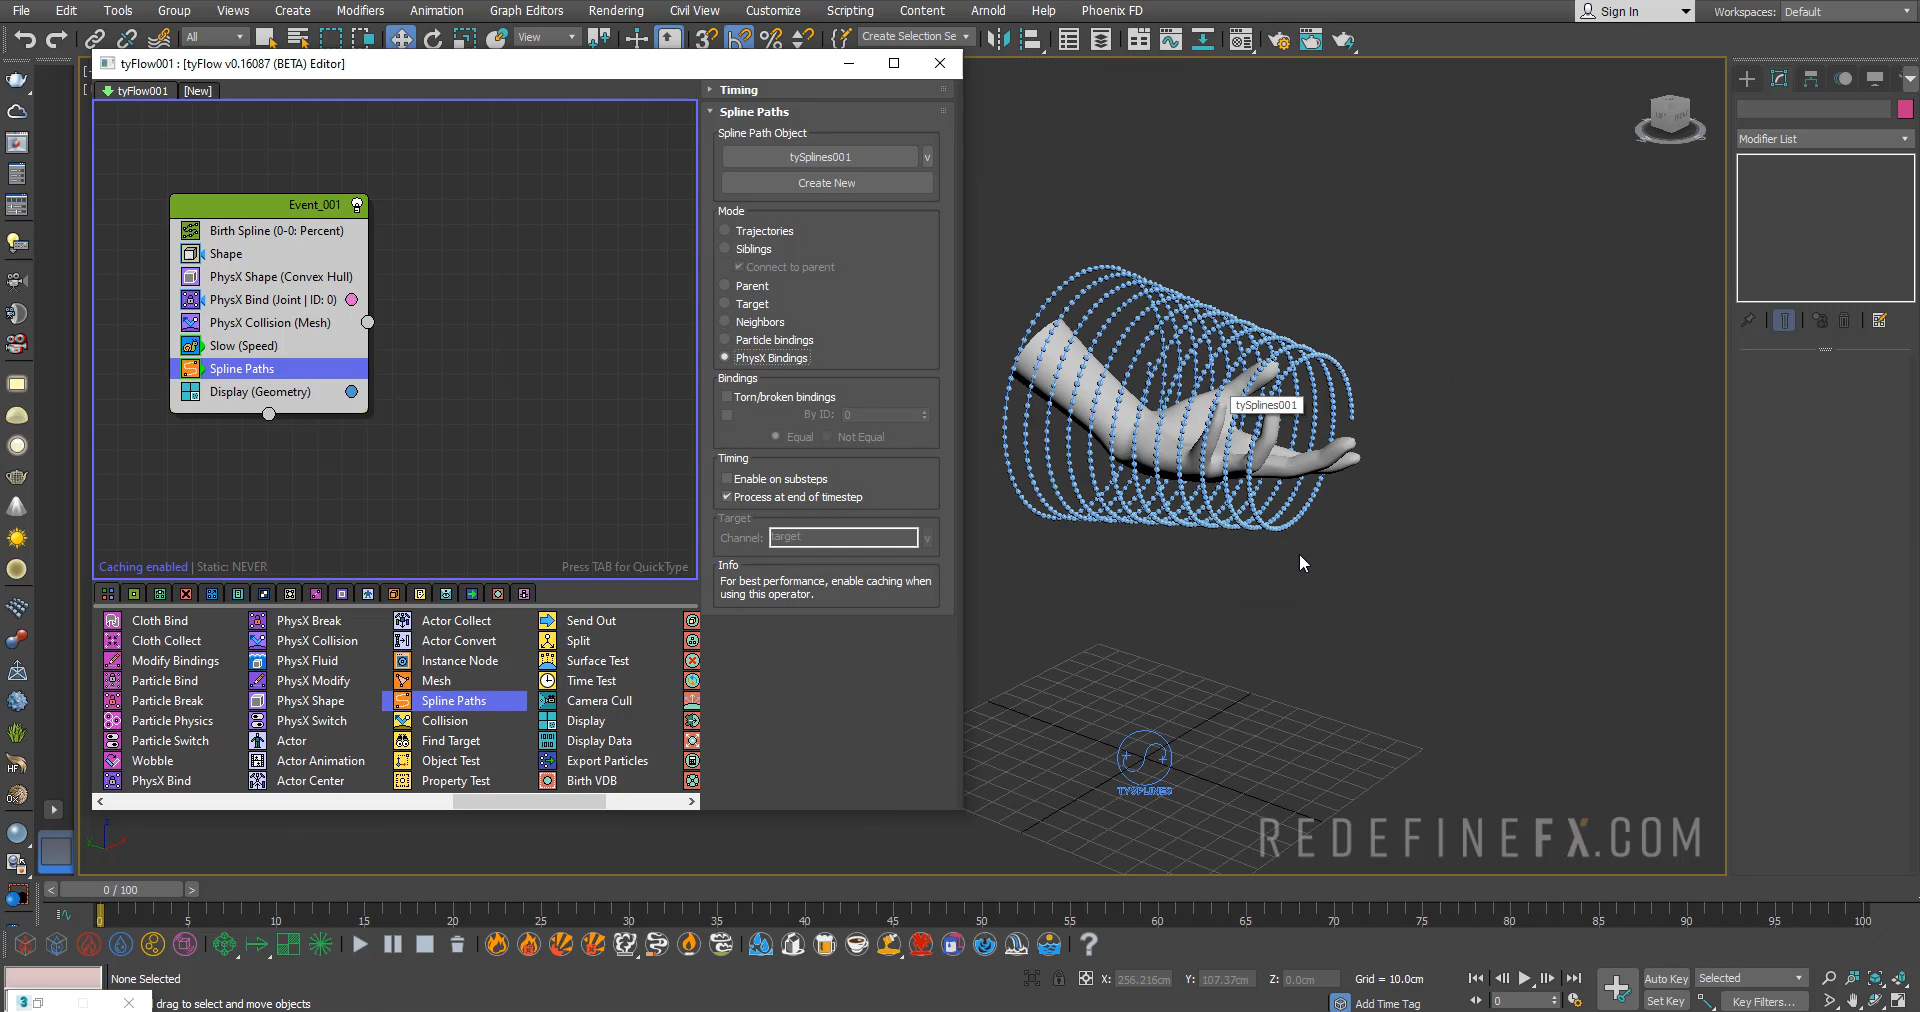 File Edit Tools Group Views Create Modifiers Animation Graph Editors Rendering Civil View Customize Scripting Content Arnold Help Phoenix FD
Sign In
Workspaces: Default
All
View
Create Selection Se
tyFlow001 : [tyFlow v0.16087 (BETA) Editor]
tyFlow001 [New]
Event_001
Birth Spline (0-0: Percent)
Shape
PhysX Shape (Convex Hull)
PhysX Bind (Joint | ID: 0)
PhysX Collision (Mesh)
Slow (Speed)
Spline Paths
Display (Geometry)
Caching enabled | Static: NEVER
Press TAB for QuickType
Timing
Spline Paths
Spline Path Object
tySplines001
v
Create New
Mode
Trajectories
Siblings
Connect to parent
Parent
Target
Neighbors
Particle bindings
PhysX Bindings
Bindings
Torn/broken bindings
By ID: 0
Equal Not Equal
Timing
Enable on substeps
Process at end of timestep
Target
Channel: target v
Info
For best performance, enable caching when
using this operator.
Cloth Bind PhysX Break Actor Collect Send Out
Cloth Collect PhysX Collision Actor Convert Split
Modify Bindings PhysX Fluid Instance Node Surface Test
Particle Bind PhysX Modify Mesh Time Test
Particle Break PhysX Shape Spline Paths Camera Cull
Particle Physics PhysX Switch Collision Display
Particle Switch Actor Find Target Display Data
Wobble Actor Animation Object Test Export Particles
PhysX Bind Actor Center Property Test Birth VDB
tySplines001
TYSPLINES
REDEFINEFX.COM
Modifier List
0 / 100
0 5 10 15 20 25 30 35 40 45 50 55 60 65 70 75 80 85 90 95 100
None Selected
X: 256.216cm Y: 107.37cm Z: 0.0cm Grid = 10.0cm
Auto Key Selected
drag to select and move objects
Add Time Tag
0
Set Key Key Filters...